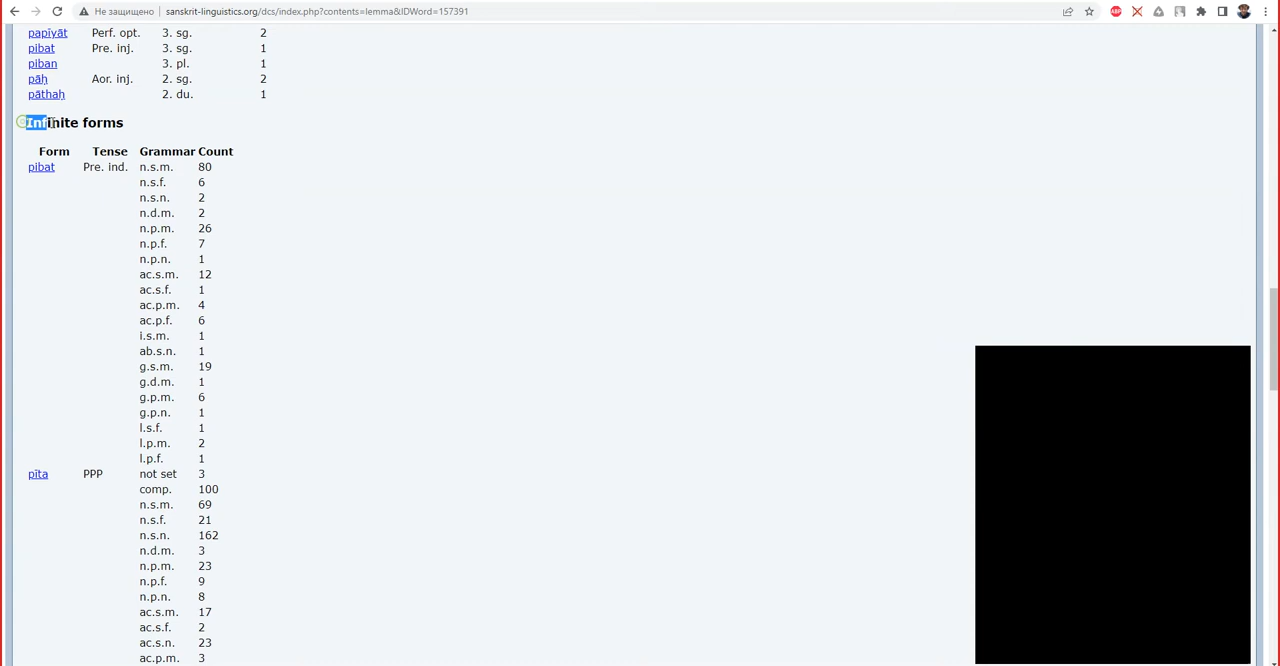 Не защищено | sanskrit-linguistics.org/dcs/index.php?contents=lemma&IDWord=157391
papīyāt Perf. opt. 3. sg. 2
pibat Pre. inj. 3. sg. 1
piban 3. pl. 1
pāḥ Aor. inj. 2. sg. 2
pāthaḥ 2. du. 1
Infinite forms
Form Tense Grammar Count
pibat Pre. ind. n.s.m. 80
n.s.f. 6
n.s.n. 2
n.d.m. 2
n.p.m. 26
n.p.f. 7
n.p.n. 1
ac.s.m. 12
ac.s.f. 1
ac.p.m. 4
ac.p.f. 6
i.s.m. 1
ab.s.n. 1
g.s.m. 19
g.d.m. 1
g.p.m. 6
g.p.n. 1
l.s.f. 1
l.p.m. 2
l.p.f. 1
pīta PPP not set 3
comp. 100
n.s.m. 69
n.s.f. 21
n.s.n. 162
n.d.m. 3
n.p.m. 23
n.p.f. 9
n.p.n. 8
ac.s.m. 17
ac.s.f. 2
ac.s.n. 23
ac.p.m. 3